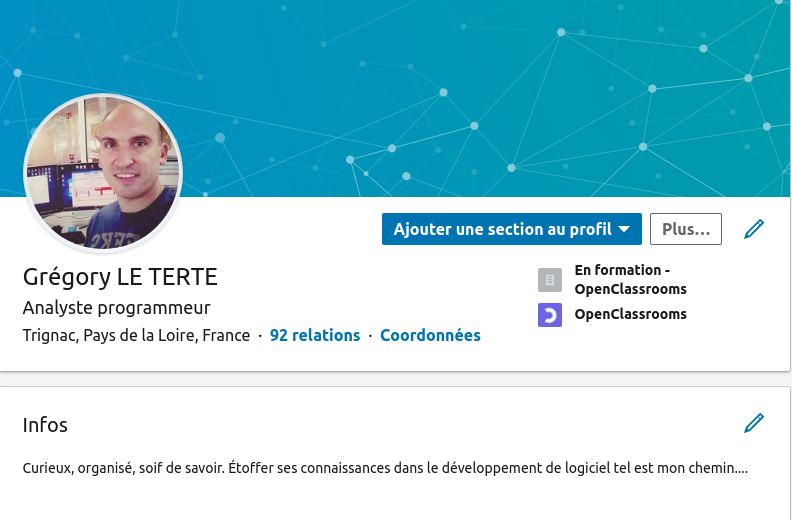 Ajouter une section au profil
Plus...
Grégory LE TERTE
Analyste programmeur
Trignac, Pays de la Loire, France · 92 relations · Coordonnées
En formation -
OpenClassrooms
OpenClassrooms
Infos
Curieux, organisé, soif de savoir. Étoffer ses connaissances dans le développement de logiciel tel est mon chemin....